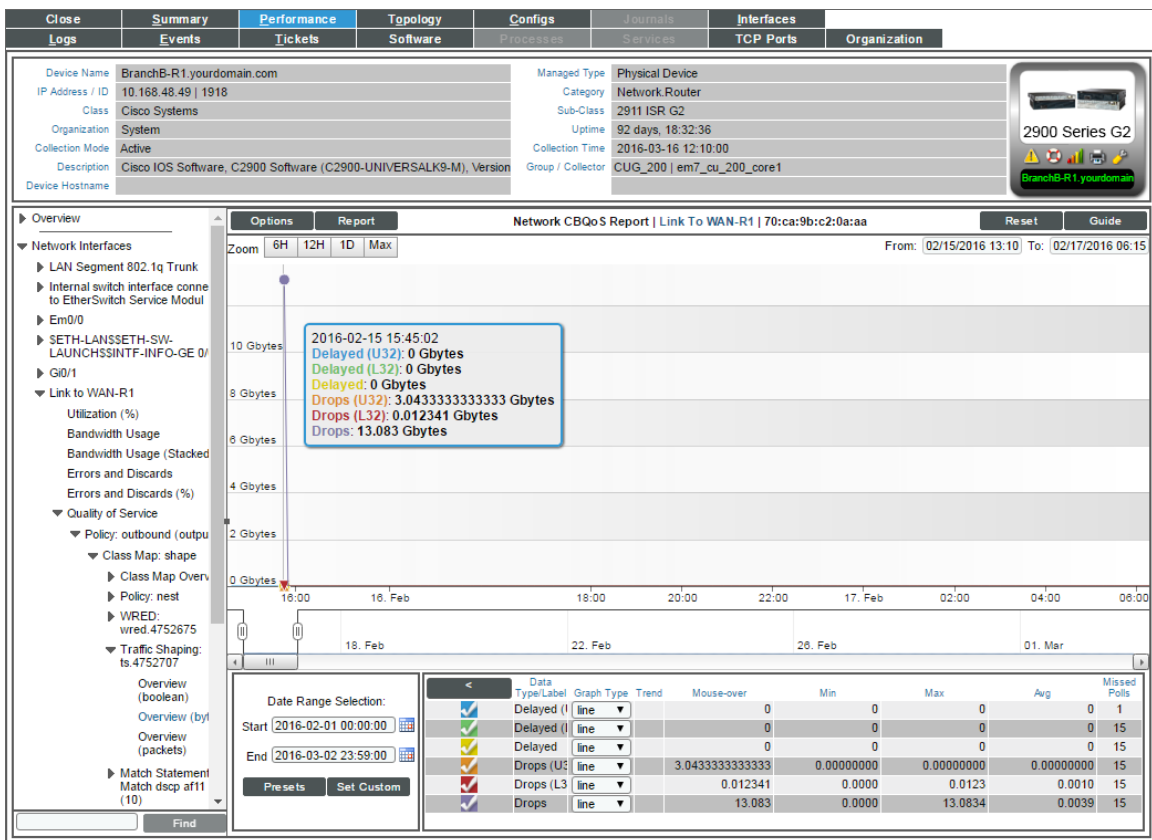 Close Summary Performance Topology Configs Journals Interfaces
Logs Events Tickets Software Processes Services TCP Ports Organization
Device Name BranchB-R1.yourdomain.com Managed Type Physical Device
IP Address / ID 10.168.48.49 | 1918 Category Network.Router
Class Cisco Systems Sub-Class 2911 ISR G2
Organization System Uptime 92 days, 18:32:36
Collection Mode Active Collection Time 2016-03-16 12:10:00
Description Cisco IOS Software, C2900 Software (C2900-UNIVERSALK9-M), Version Group / Collector CUG_200 | em7_cu_200_core1
Device Hostname
2900 Series G2
BranchB-R1.yourdomain
Overview
Network Interfaces
LAN Segment 802.1q Trunk
Internal switch interface conne
to EtherSwitch Service Modul
Em0/0
$ETH-LAN$$ETH-SW-
LAUNCH$$INTF-INFO-GE 0/
Gi0/1
Link to WAN-R1
Utilization (%)
Bandwidth Usage
Bandwidth Usage (Stacked
Errors and Discards
Errors and Discards (%)
Quality of Service
Policy: outbound (outpu
Class Map: shape
Class Map Overv
Policy: nest
WRED:
wred.4752675
Traffic Shaping:
ts.4752707
Overview
(boolean)
Overview (byt
Overview
(packets)
Match Statement
Match dscp af11
(10)
Find
Options Report Network CBQoS Report | Link To WAN-R1 | 70:ca:9b:c2:0a:aa Reset Guide
Zoom 6H 12H 1D Max From: 02/15/2016 13:10 To: 02/17/2016 06:15
10 Gbytes
8 Gbytes
6 Gbytes
4 Gbytes
2 Gbytes
0 Gbytes
2016-02-15 15:45:02
Delayed (U32): 0 Gbytes
Delayed (L32): 0 Gbytes
Delayed: 0 Gbytes
Drops (U32): 3.0433333333333 Gbytes
Drops (L32): 0.012341 Gbytes
Drops: 13.083 Gbytes
16:00 16. Feb 18:00 20:00 22:00 17. Feb 02:00 04:00 06:00
18. Feb 22. Feb 26. Feb 01. Mar
Date Range Selection:
Start 2016-02-01 00:00:00
End 2016-03-02 23:59:00
Presets Set Custom
< Data Type/Label Graph Type Trend Mouse-over Min Max Avg Missed Polls
Delayed (U line 0 0 0 0 1
Delayed (l line 0 0 0 0 15
Delayed line 0 0 0 0 15
Drops (U3 line 3.0433333333333 0.00000000 0.00000000 0.00000000 15
Drops (L3 line 0.012341 0.0000 0.0123 0.0010 15
Drops line 13.083 0.0000 13.0834 0.0039 15